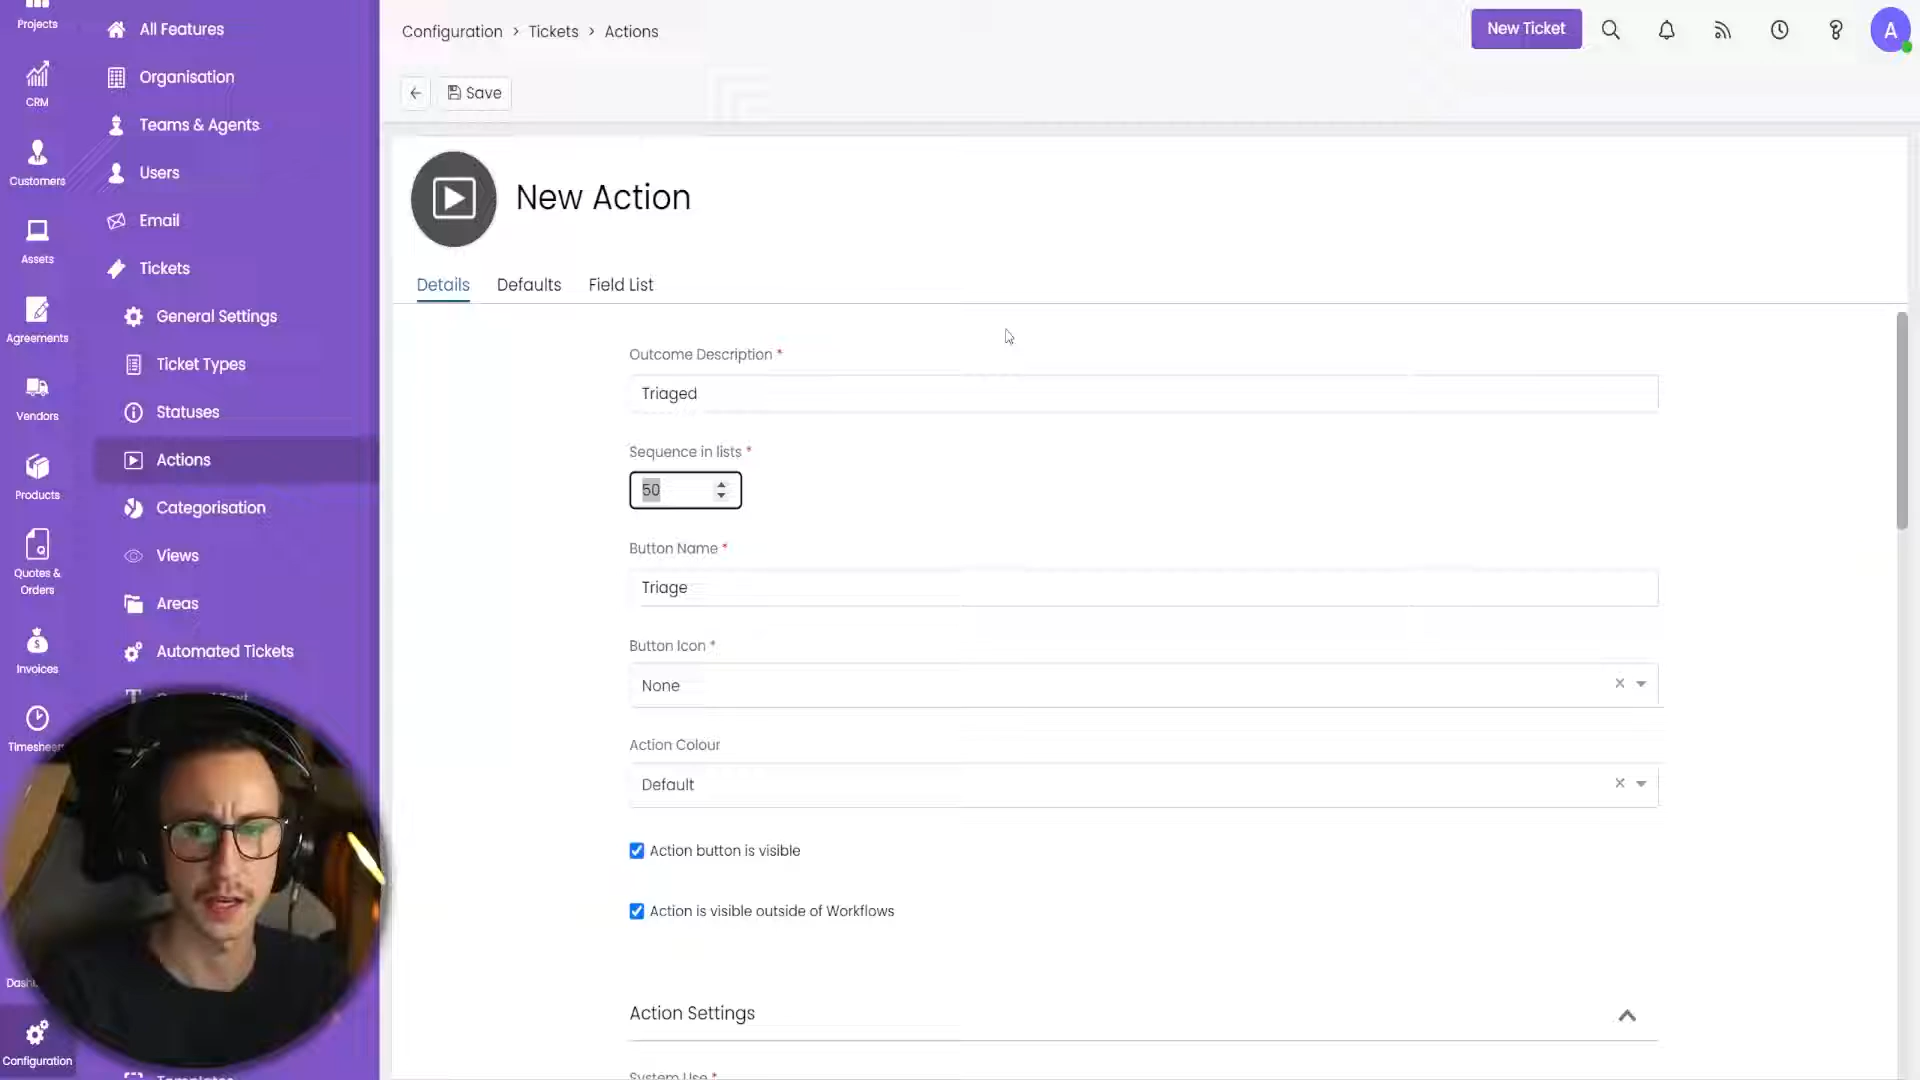 Projects
CRM
Customers
Assets
Agreements
Vendors
Products
Quotes &
Orders
Invoices
Configuration
All Features
Organisation
Teams & Agents
Users
Email
Tickets
General Settings
Ticket Types
Statuses
Actions
Categorisation
Views
Areas
Automated Tickets
Configuration > Tickets > Actions
New Ticket
A
Save
New Action
Details Defaults Field List
Outcome Description *
Triaged
Sequence in lists *
50
Button Name *
Triage
Button Icon *
None
Action Colour
Default
Action button is visible
Action is visible outside of Workflows
Action Settings
System Use *